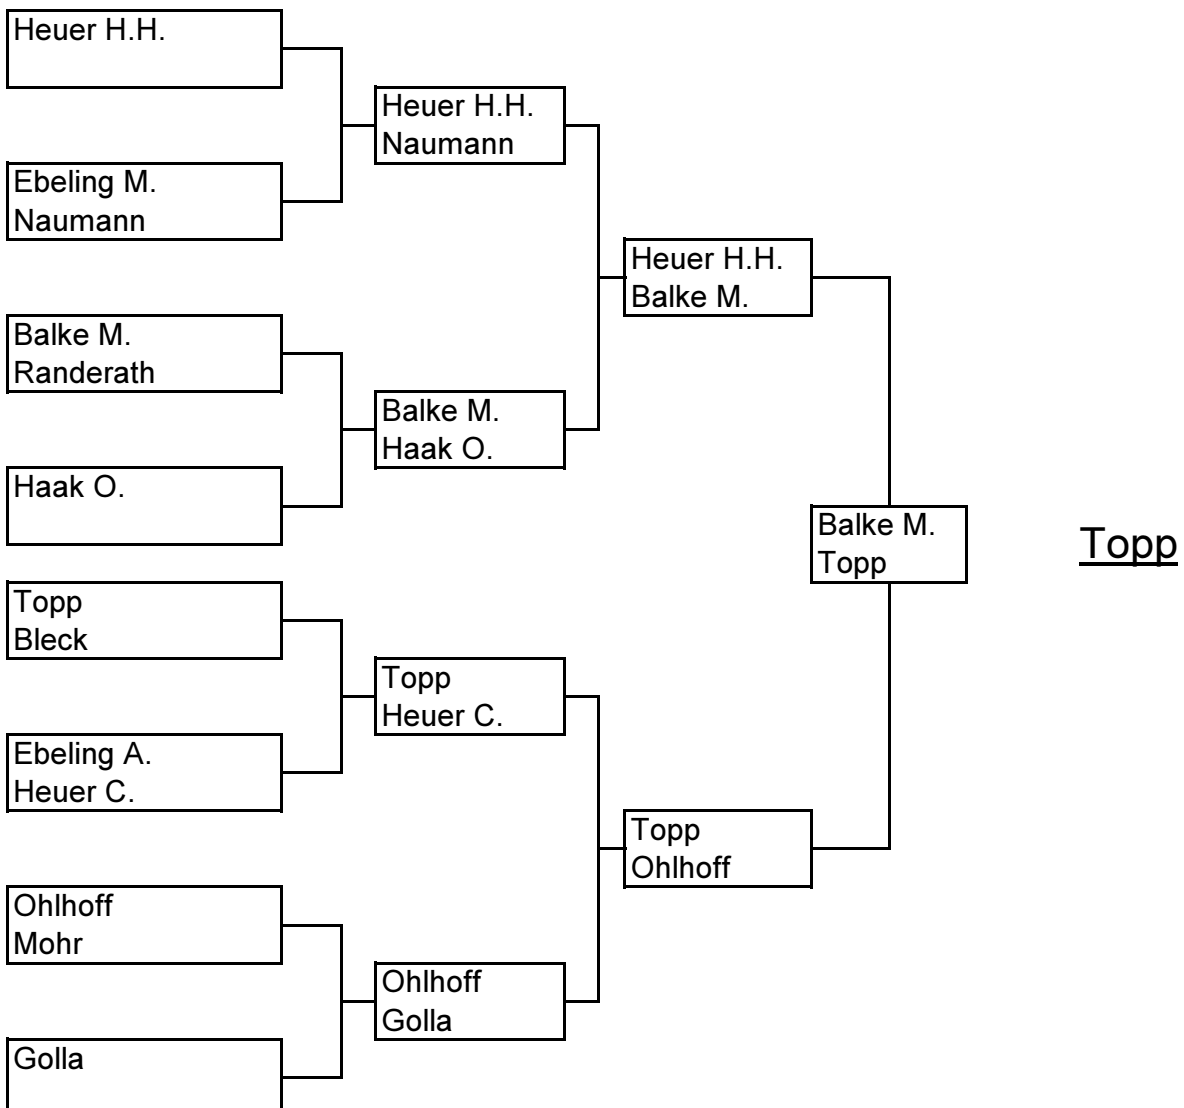 Heuer H.H.
Ebeling M.
Naumann
Balke M.
Randerath
Haak O.
Topp
Bleck
Ebeling A.
Heuer C.
Ohlhoff
Mohr
Golla
Heuer H.H.
Naumann
Balke M.
Haak O.
Topp
Heuer C.
Ohlhoff
Golla
Heuer H.H.
Balke M.
Topp
Ohlhoff
Balke M.
Topp
Topp